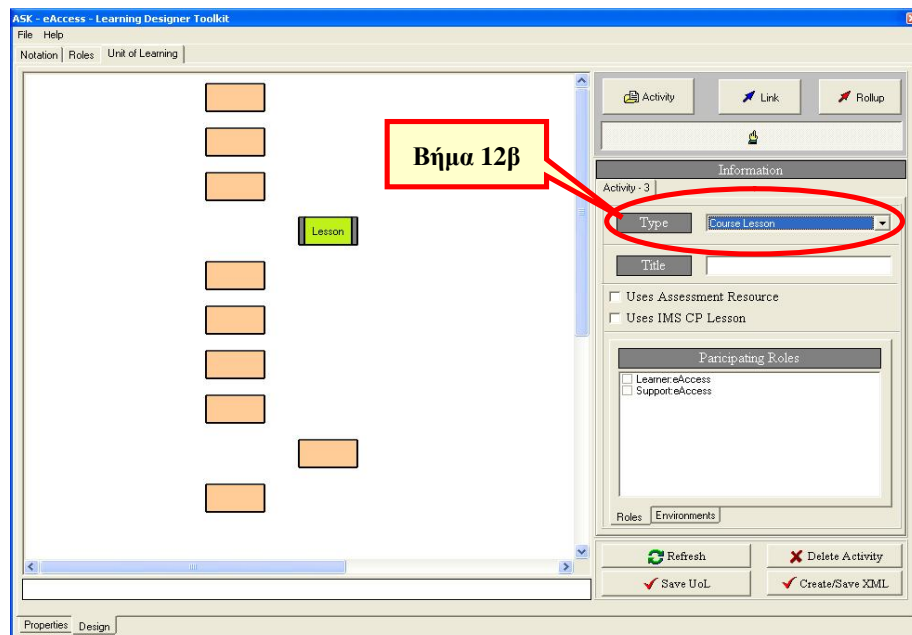 ASK - eAccess - Learning Designer Toolkit
File Help
Notation Roles Unit of Learning
Activity Link Rollup
Βήμα 12β
Information
Activity - 3
Lesson
Type Course Lesson
Title
Uses Assessment Resource
Uses IMS CP Lesson
Paricipating Roles
Learner:eAccess
Support:eAccess
Roles Environments
Refresh Delete Activity
Save UoL Create/Save XML
Properties Design